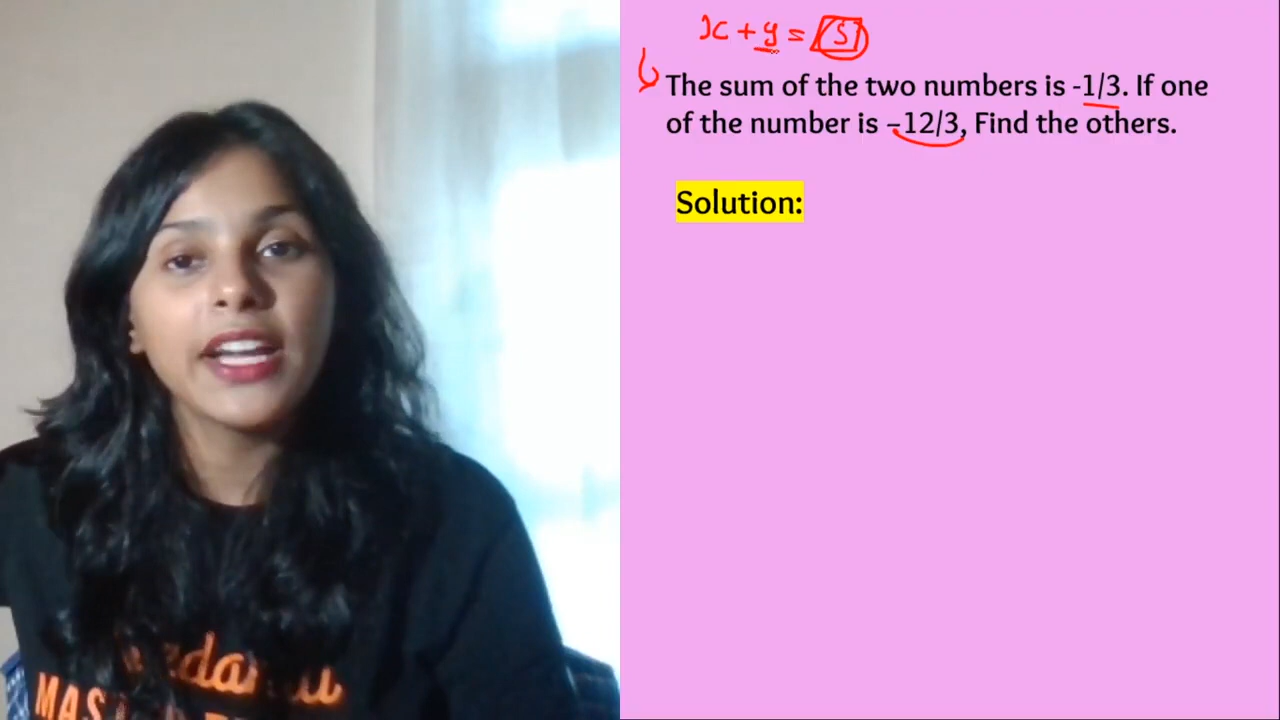 x + y = S
The sum of the two numbers is -1/3. If one
of the number is –12/3, Find the others.
Solution: